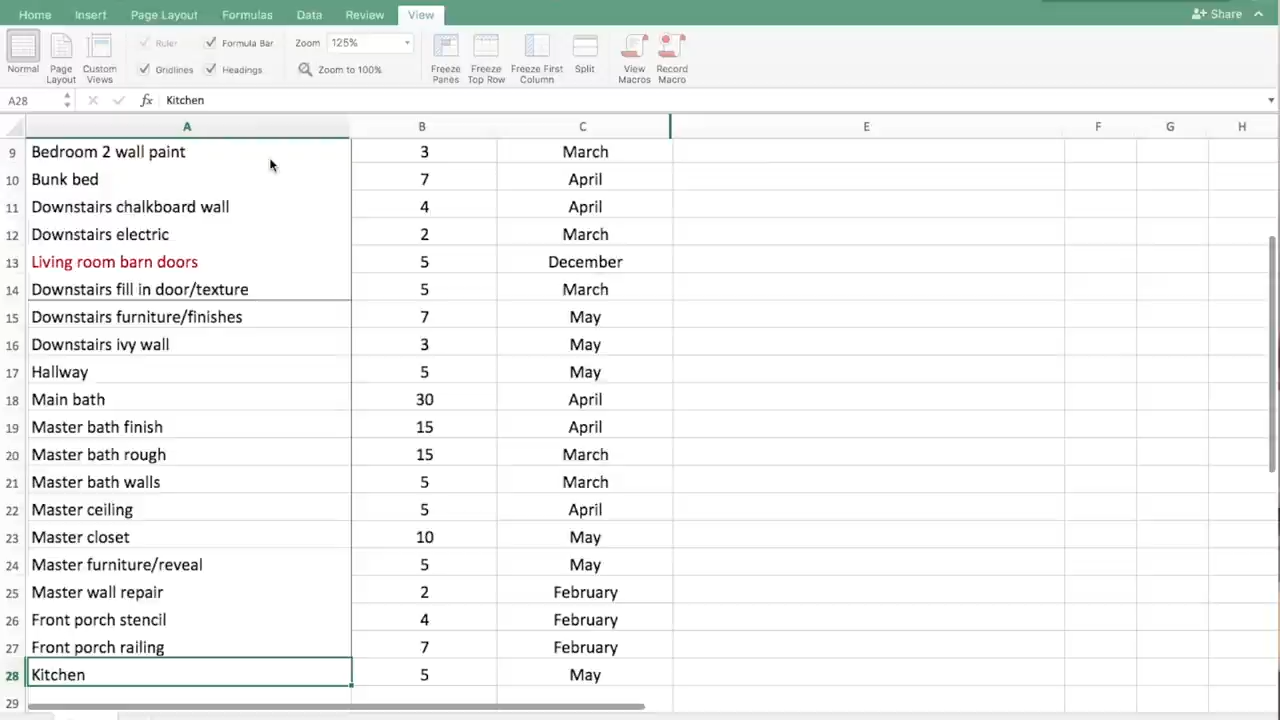 Home Insert Page Layout Formulas Data Review View Share
Ruler Formula Bar Zoom 125%
Normal Page Layout Custom Views Gridlines Headings Zoom to 100% Freeze Panes Freeze Top Row Freeze First Column Split View Macros Record Macro
A28 fx Kitchen
A B C E F G H
9 Bedroom 2 wall paint 3 March
10 Bunk bed 7 April
11 Downstairs chalkboard wall 4 April
12 Downstairs electric 2 March
13 Living room barn doors 5 December
14 Downstairs fill in door/texture 5 March
15 Downstairs furniture/finishes 7 May
16 Downstairs ivy wall 3 May
17 Hallway 5 May
18 Main bath 30 April
19 Master bath finish 15 April
20 Master bath rough 15 March
21 Master bath walls 5 March
22 Master ceiling 5 April
23 Master closet 10 May
24 Master furniture/reveal 5 May
25 Master wall repair 2 February
26 Front porch stencil 4 February
27 Front porch railing 7 February
28 Kitchen 5 May
29